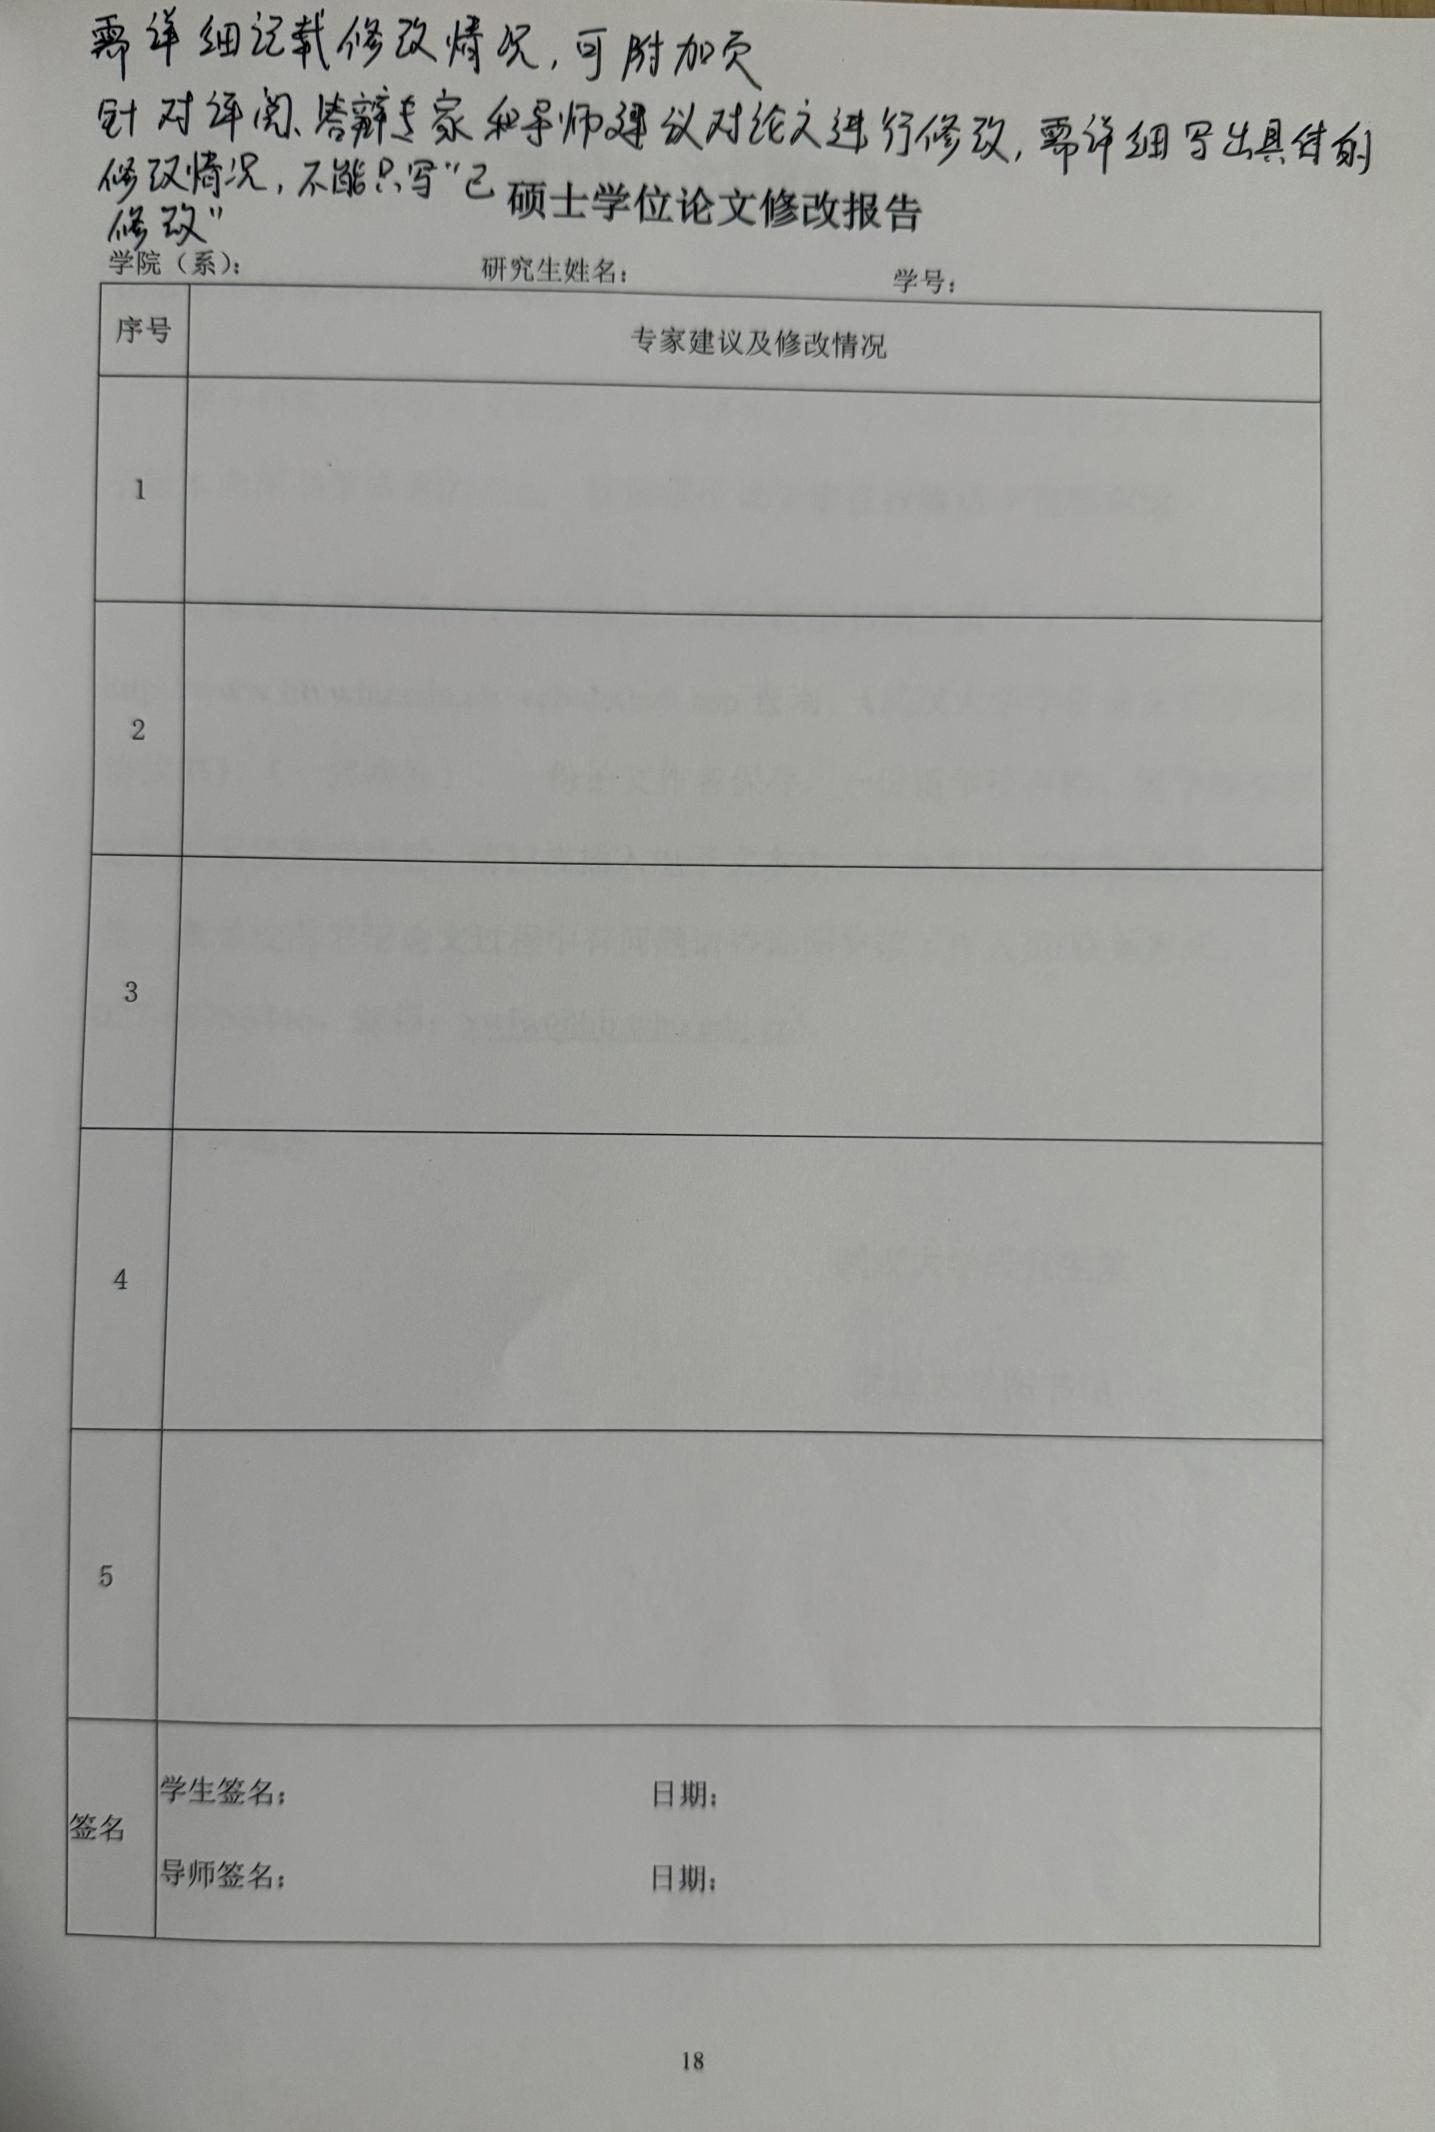 需详细记载修改情况，可附加页
针对评阅、答辩专家和导师建议对论文进行修改，需详细写出具体的
修改情况，不能只写“已
修改”
硕士学位论文修改报告
学院（系）： 研究生姓名： 学号：
序号 专家建议及修改情况
1
2
3
4
5
签名
学生签名： 日期：
导师签名： 日期：
18